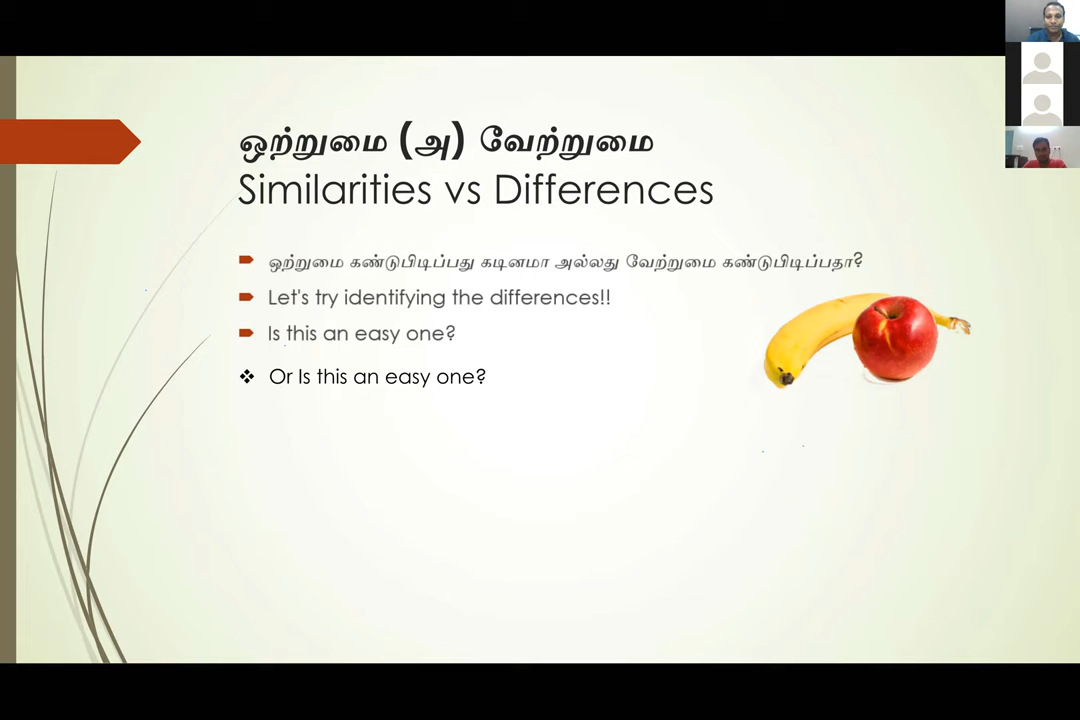 ஒற்றுமை (அ) வேற்றுமை
Similarities vs Differences
ஒற்றுமை கண்டுபிடிப்பது கடினமா அல்லது வேற்றுமை கண்டுபிடிப்பதா?
Let's try identifying the differences!!
Is this an easy one?
Or Is this an easy one?